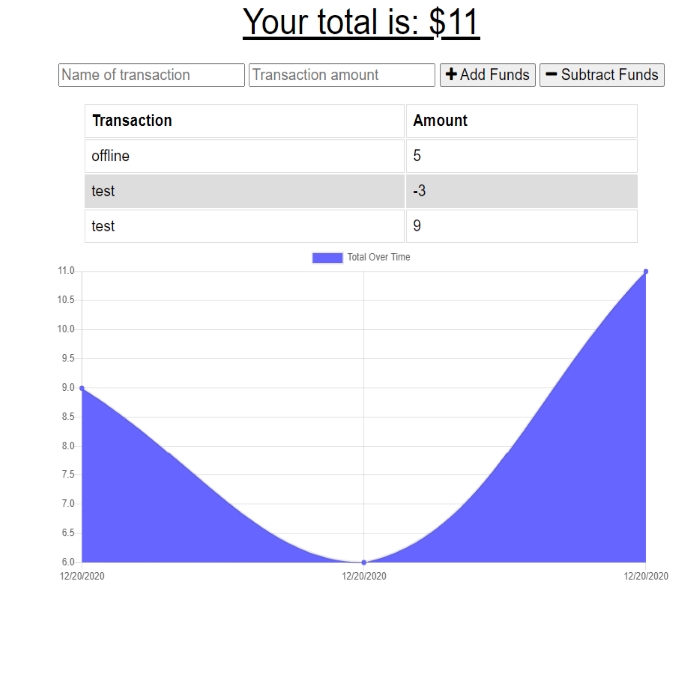 Your total is: $11
Name of transaction Transaction amount Add Funds Subtract Funds
Transaction Amount
offline 5
test -3
test 9
Total Over Time
11.0
10.5
10.0
9.5
9.0
8.5
8.0
7.5
7.0
6.5
6.0
12/20/2020 12/20/2020 12/20/2020